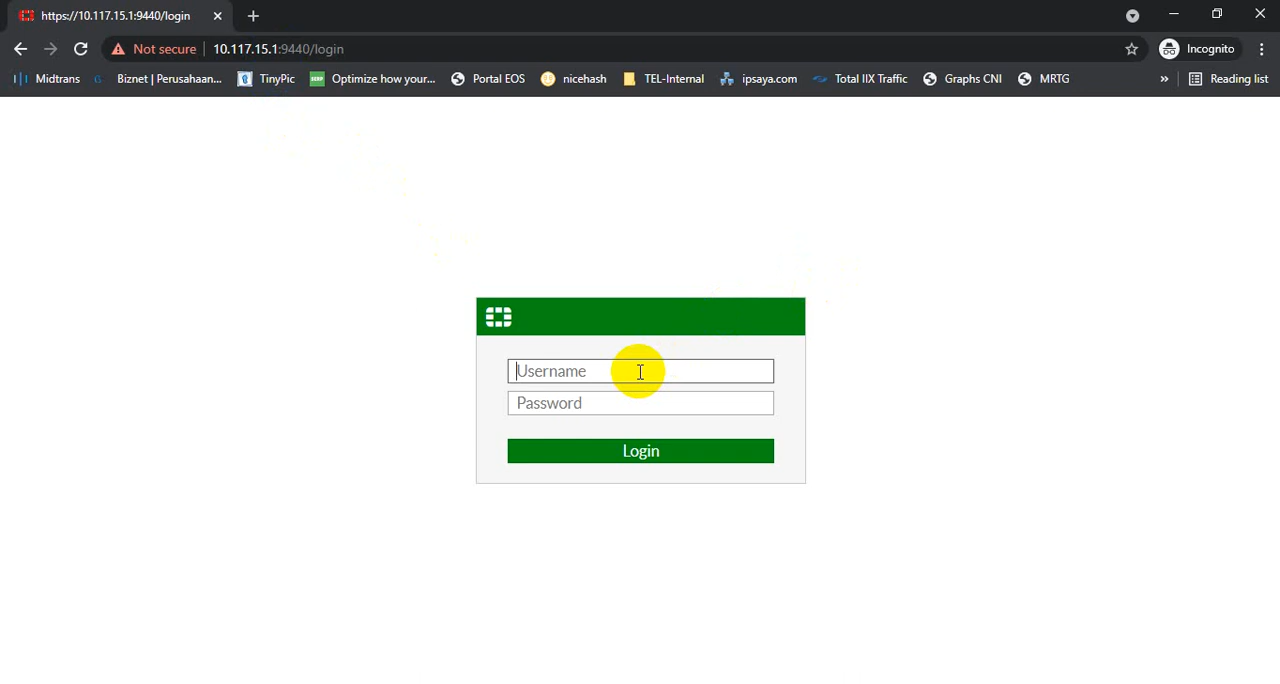 https://10.117.15.1:9440/login
Not secure 10.117.15.1:9440/login Incognito
Midtrans Biznet | Perusahaan... TinyPic Optimize how your... Portal EOS nicehash TEL-Internal ipsaya.com Total IIX Traffic Graphs CNI MRTG » Reading list
Username
Password
Login